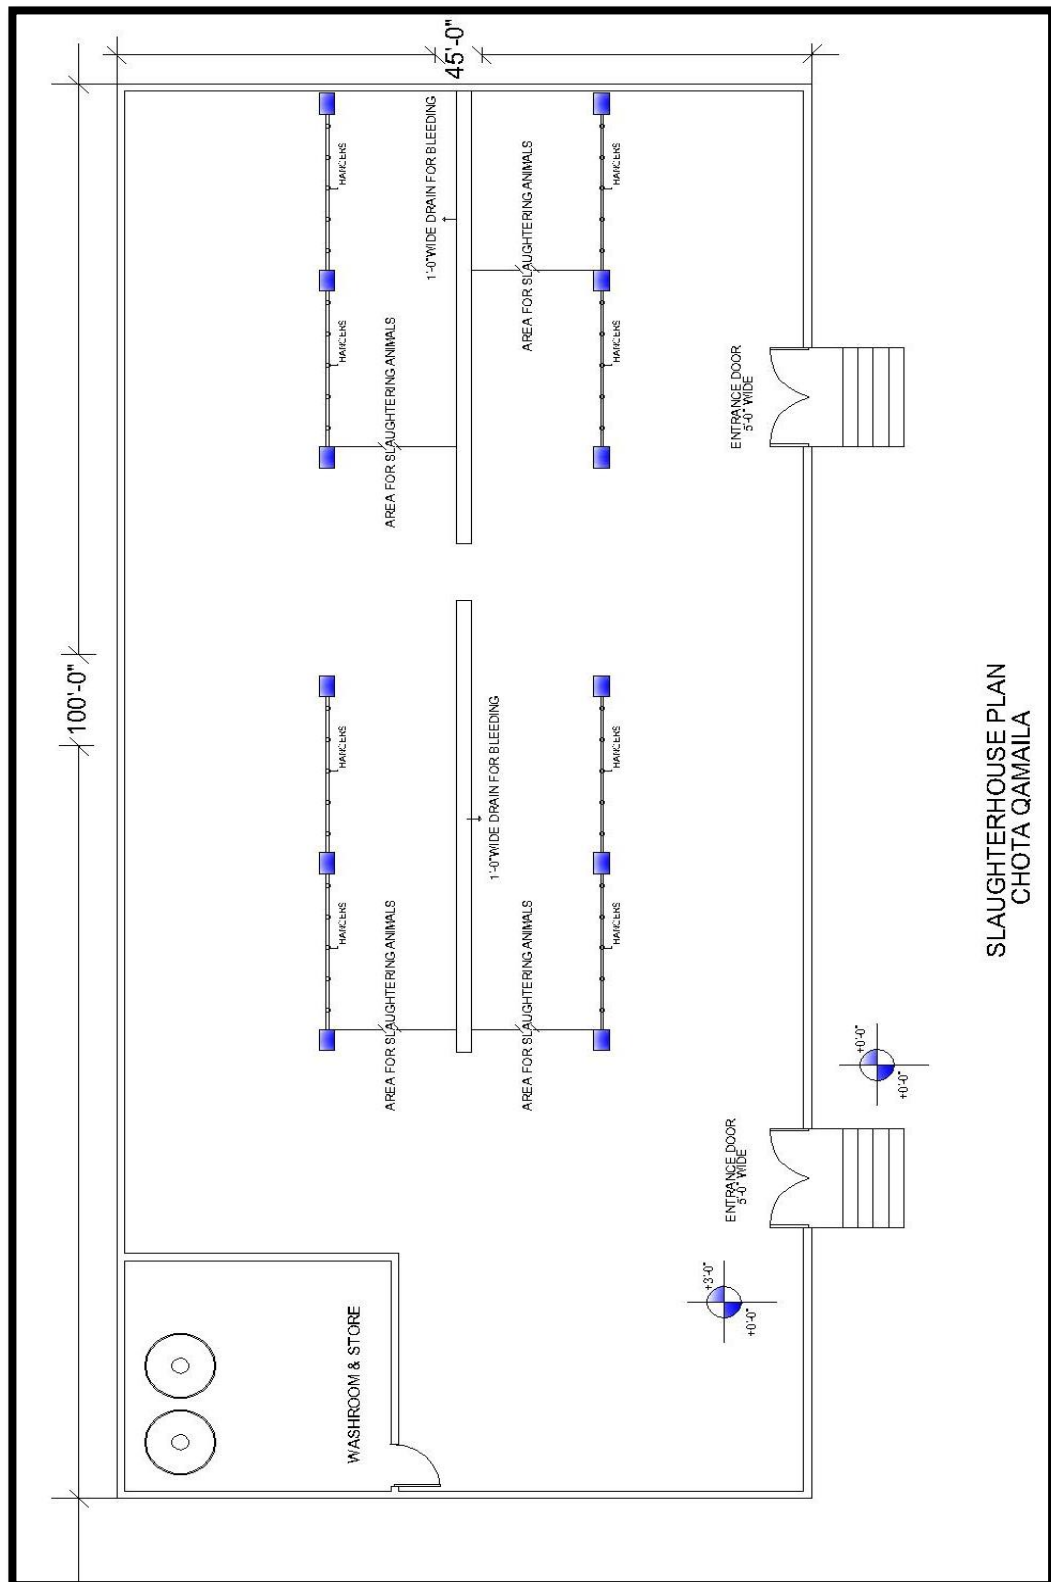 100'-0"
HANGERS
HANGERS
HANGERS
HANGERS
WASHROOM & STORE
AREA FOR SLAUGHTERING ANIMALS
AREA FOR SLAUGHTERING ANIMALS
1'-0" WIDE DRAIN FOR BLEEDING
45'-0"
1'-0" WIDE DRAIN FOR BLEEDING
AREA FOR SLAUGHTERING ANIMALS
AREA FOR SLAUGHTERING ANIMALS
HANGERS
HANGERS
HANGERS
HANGERS
+3'-0"
+0'-0"
ENTRANCE DOOR
5'-0" WIDE
ENTRANCE DOOR
5'-0" WIDE
+0'-0"
+0'-0"
SLAUGHTERHOUSE PLAN
CHOTA QAMAILA